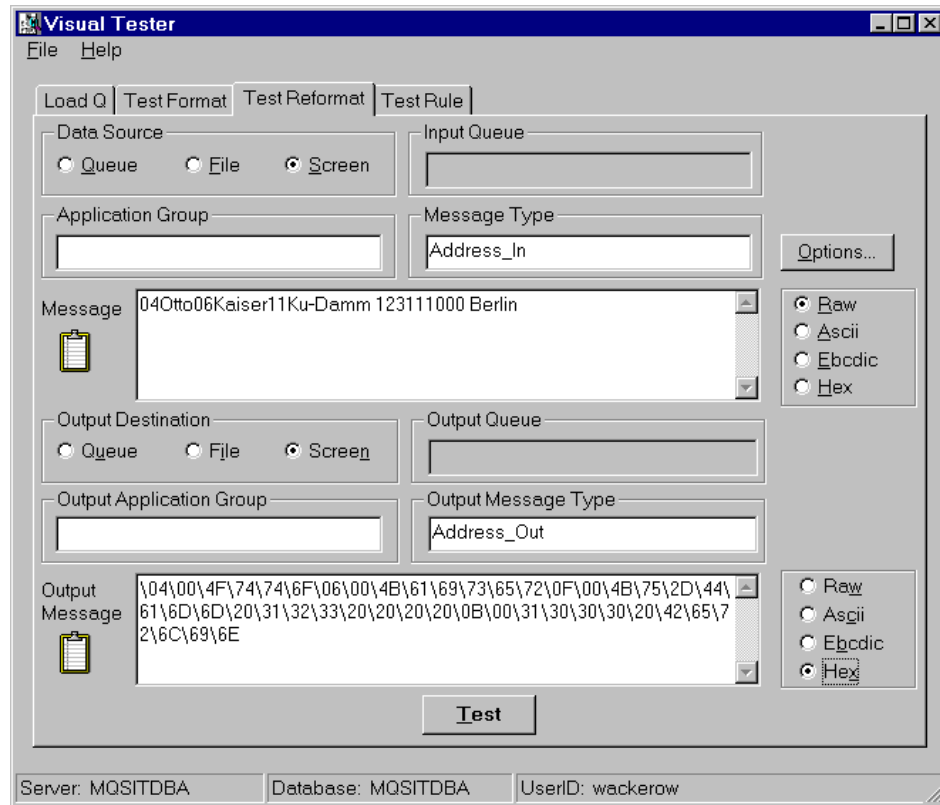 Visual Tester
File Help
Load Q Test Format Test Reformat Test Rule
Data Source Input Queue
Queue File Screen
Application Group Message Type
Address_In
Options...
Message
04Otto06Kaiser11Ku-Damm 123111000 Berlin
Raw
Ascii
Ebcdic
Hex
Output Destination Output Queue
Queue File Screen
Output Application Group Output Message Type
Address_Out
Output Message
\04\00\4F\74\74\6F\06\00\4B\61\69\73\65\72\0F\00\4B\75\2D\44\
61\6D\6D\20\31\32\33\20\20\20\20\0B\00\31\30\30\30\20\42\65\7
2\6C\69\6E
Raw
Ascii
Ebcdic
Hex
Test
Server: MQSITDBA Database: MQSITDBA UserID: wackerow